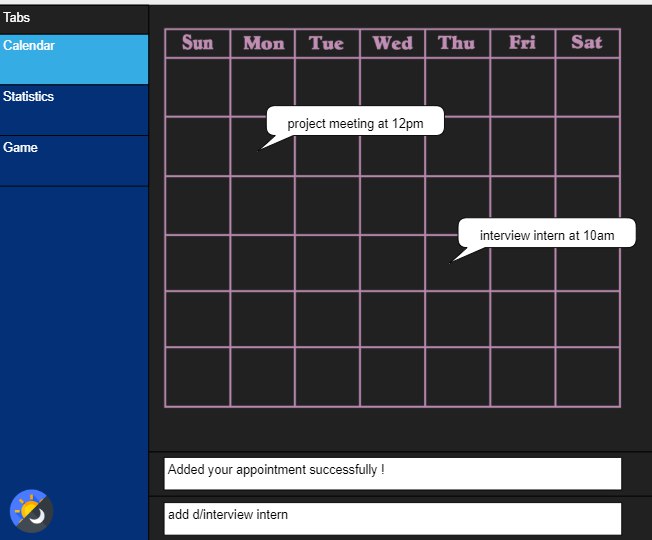 Tabs
Calendar
Statistics
Game
Sun Mon Tue Wed Thu Fri Sat
project meeting at 12pm
interview intern at 10am
Added your appointment successfully !
add d/interview intern